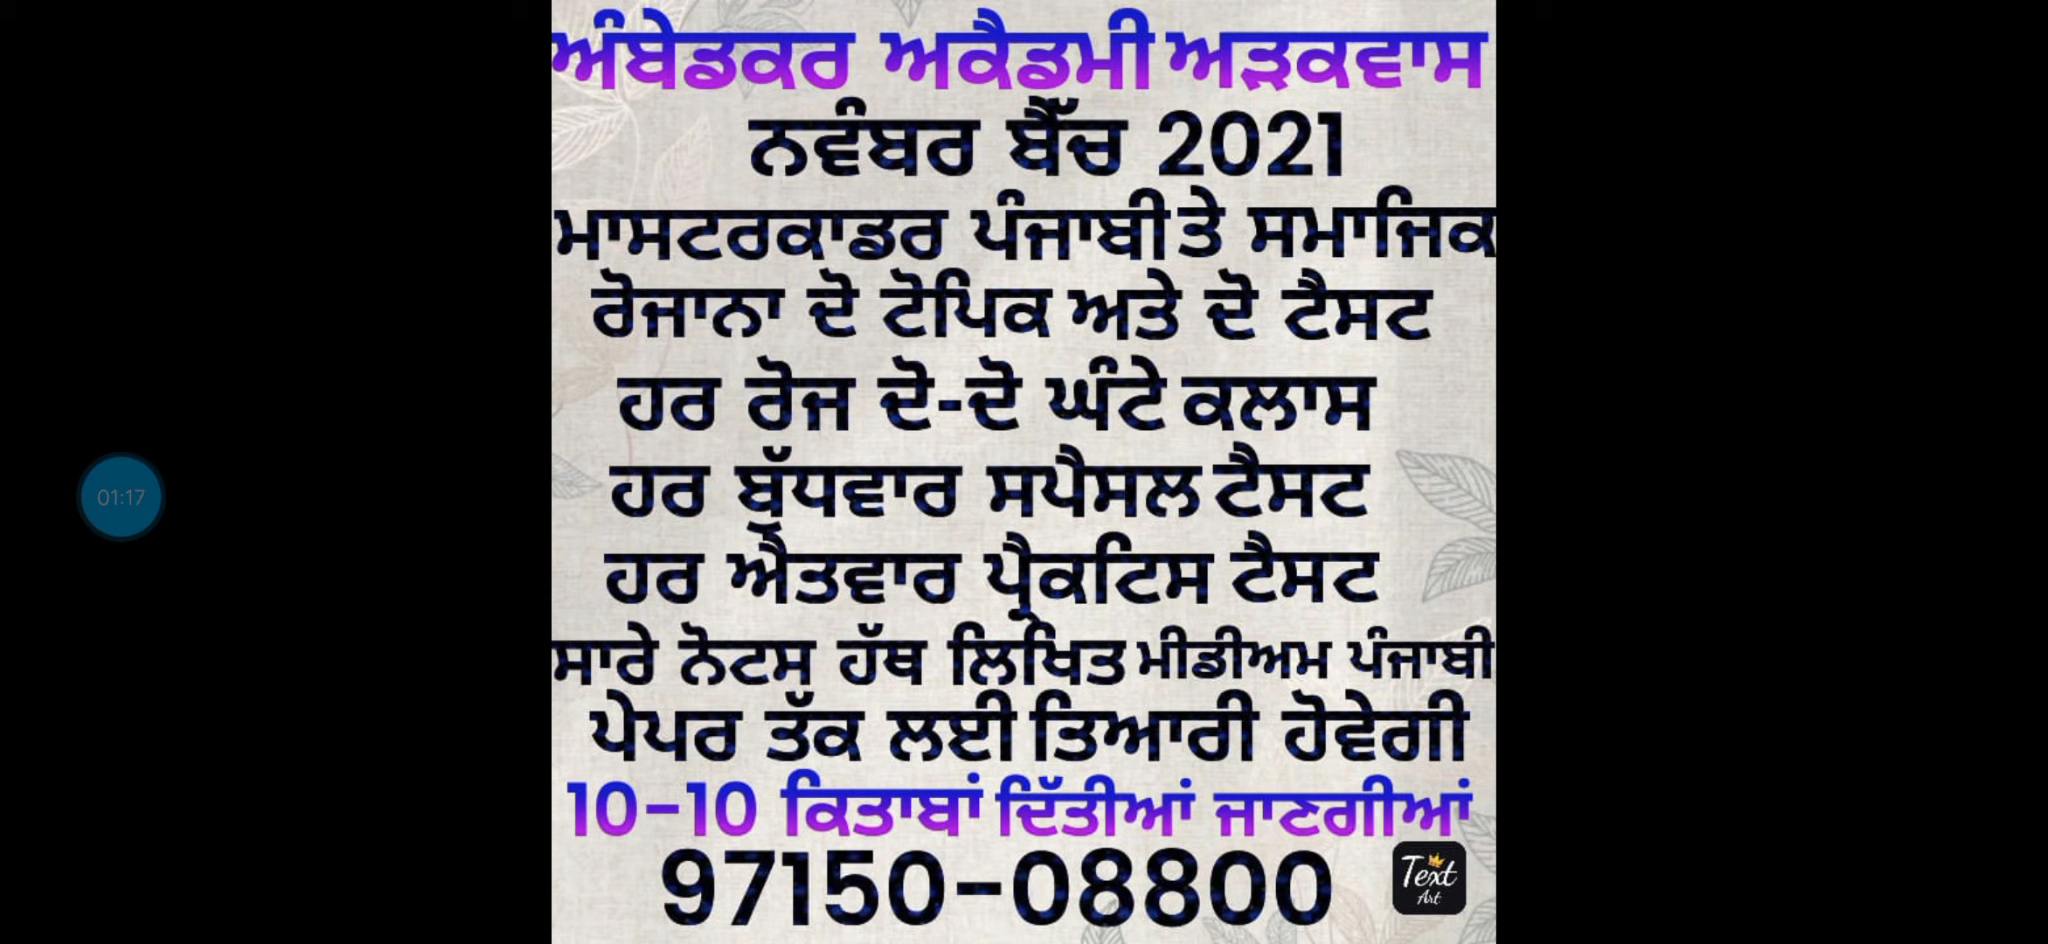 ਅੰਬੇਡਕਰ ਅਕੈਡਮੀ ਅੜਕਵਾਸ
ਨਵੰਬਰ ਬੈੱਚ 2021
ਮਾਸਟਰਕਾਡਰ ਪੰਜਾਬੀ ਤੇ ਸਮਾਜਿਕ
ਰੋਜਾਨਾ ਦੋ ਟੋਪਿਕ ਅਤੇ ਦੋ ਟੈਸਟ
ਹਰ ਰੋਜ ਦੋ-ਦੋ ਘੰਟੇ ਕਲਾਸ
01:17
ਹਰ ਬੁੱਧਵਾਰ ਸਪੈਸਲ ਟੈਸਟ
ਹਰ ਐਤਵਾਰ ਪ੍ਰੈਕਟਿਸ ਟੈਸਟ
ਸਾਰੇ ਨੋਟਸ ਹੱਥ ਲਿਖਿਤ ਮੀਡੀਅਮ ਪੰਜਾਬੀ
ਪੇਪਰ ਤੱਕ ਲਈ ਤਿਆਰੀ ਹੋਵੇਗੀ
10-10 ਕਿਤਾਬਾਂ ਦਿੱਤੀਆਂ ਜਾਣਗੀਆਂ
97150-08800
Text
Art